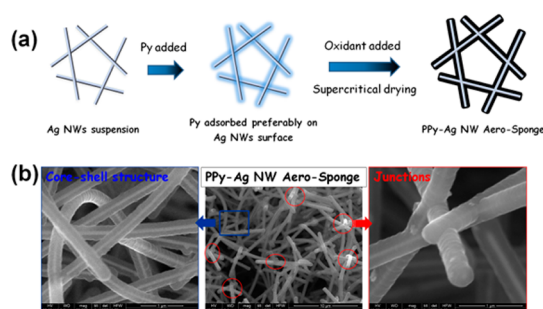 (a)
Py added
Oxidant added
Supercritical drying
Ag NWs suspension
Py adsorbed preferably on
Ag NWs surface
PPy-Ag NW Aero-Sponge
(b)
Core-shell structure
PPy-Ag NW Aero-Sponge
Junctions